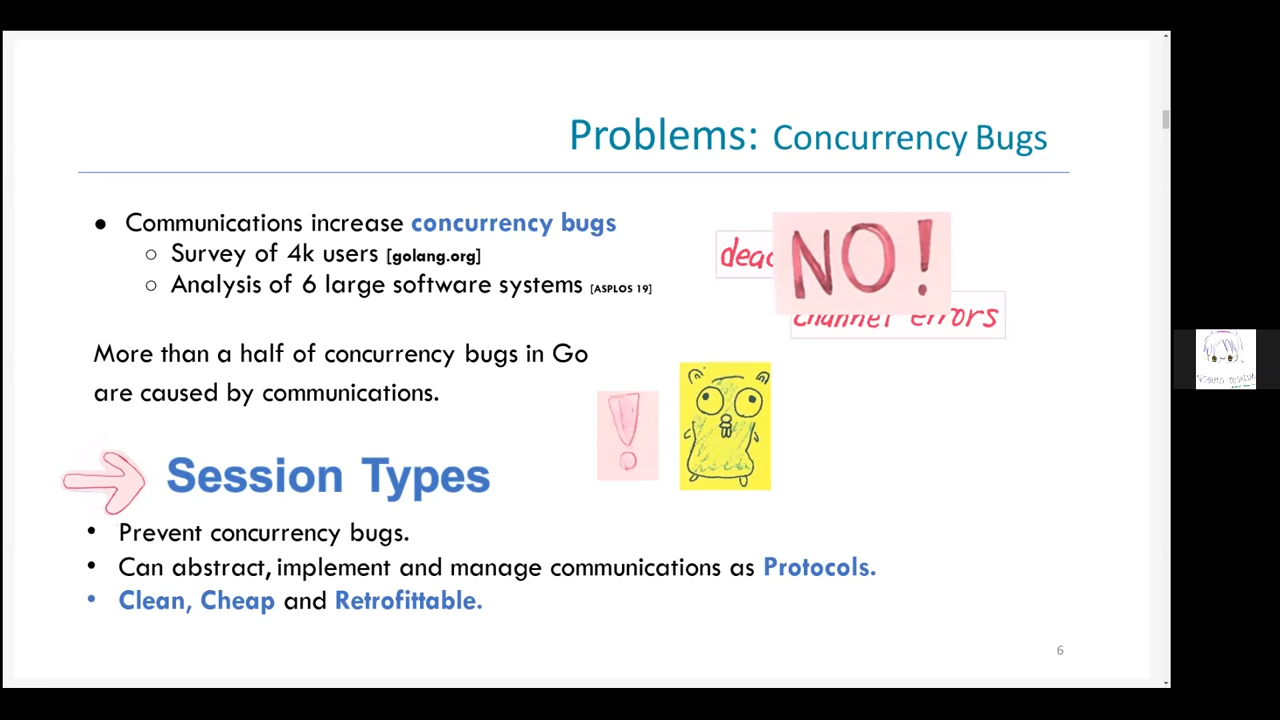 Problems: Concurrency Bugs
● Communications increase concurrency bugs
○ Survey of 4k users [golang.org]
○ Analysis of 6 large software systems [ASPLOS 19]
NO!
channel errors
More than a half of concurrency bugs in Go
are caused by communications.
!
Session Types
• Prevent concurrency bugs.
• Can abstract, implement and manage communications as Protocols.
• Clean, Cheap and Retrofittable.
6